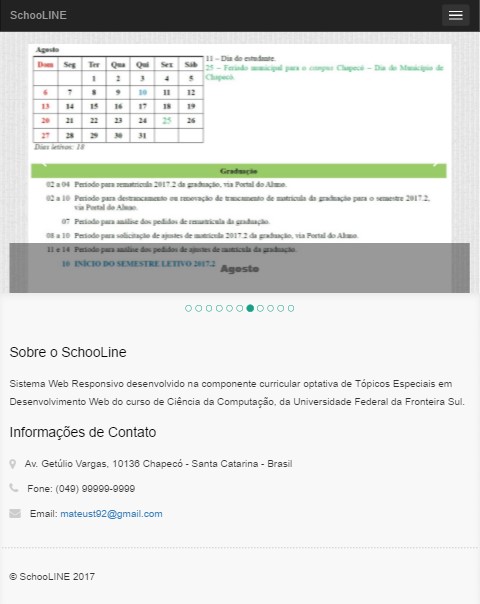 SchooLINE
Agosto
11 – Dia do estudante.
25 – Feriado municipal para o campus Chapecó – Dia do Município de
Chapecó.
Dom Seg Ter Qua Qui Sex Sáb
1 2 3 4 5
6 7 8 9 10 11 12
13 14 15 16 17 18 19
20 21 22 23 24 25 26
27 28 29 30 31
Dias letivos: 18
Graduação
02 a 04 Período para rematrícula 2017.2 da graduação, via Portal do Aluno.
02 a 10 Período para destrancamento ou renovação de trancamento de matrícula da graduação para o semestre 2017.2,
via Portal do Aluno.
07 Período para análise dos pedidos de rematrícula da graduação.
08 a 10 Período para solicitação de ajustes de matrícula 2017.2 da graduação, via Portal do Aluno.
11 e 14 Período para análise dos pedidos de ajustes de matrícula da graduação.
10 INÍCIO DO SEMESTRE LETIVO 2017.2
Agosto
Sobre o SchooLine
Sistema Web Responsivo desenvolvido na componente curricular optativa de Tópicos Especiais em
Desenvolvimento Web do curso de Ciência da Computação, da Universidade Federal da Fronteira Sul.
Informações de Contato
Av. Getúlio Vargas, 10136 Chapecó - Santa Catarina - Brasil
Fone: (049) 99999-9999
Email: mateust92@gmail.com
© SchooLINE 2017